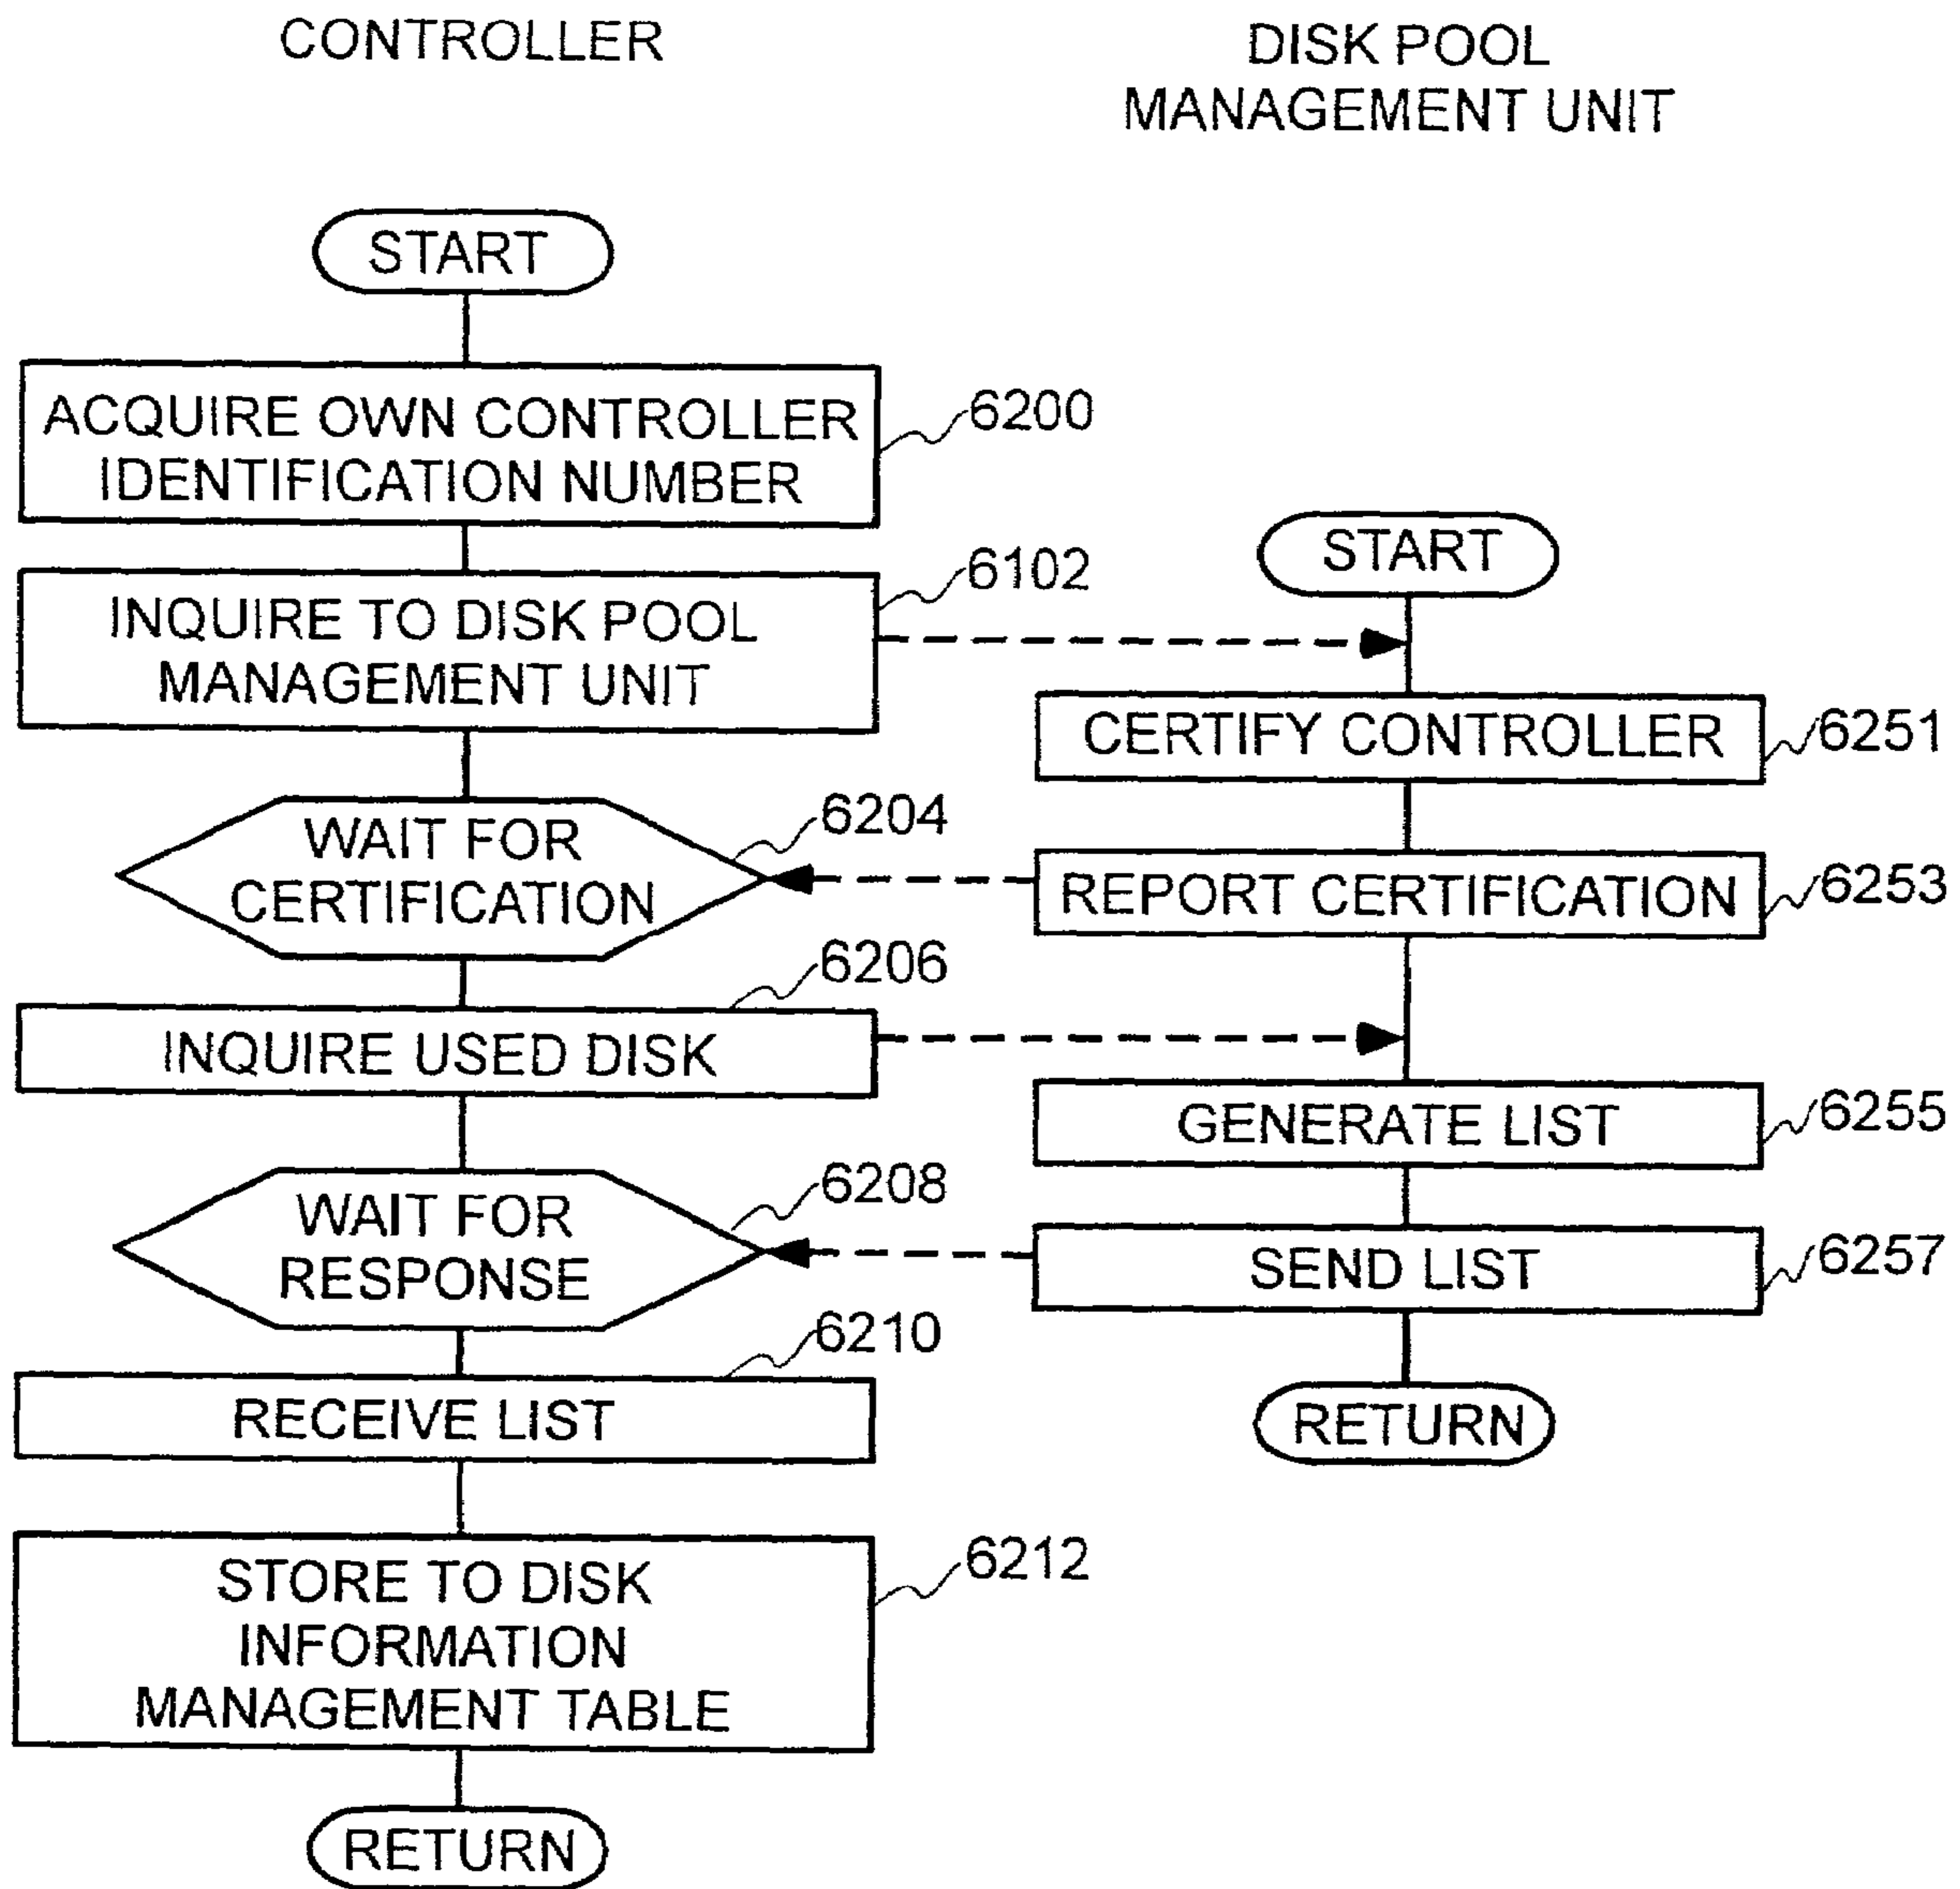 CONTROLLER
DISK POOL
MANAGEMENT UNIT
START
ACQUIRE OWN CONTROLLER
IDENTIFICATION NUMBER
6200
INQUIRE TO DISK POOL
MANAGEMENT UNIT
6102
WAIT FOR
CERTIFICATION
6204
INQUIRE USED DISK
6206
WAIT FOR
RESPONSE
6208
RECEIVE LIST
6210
STORE TO DISK
INFORMATION
MANAGEMENT TABLE
6212
RETURN
START
CERTIFY CONTROLLER
6251
REPORT CERTIFICATION
6253
GENERATE LIST
6255
SEND LIST
6257
RETURN